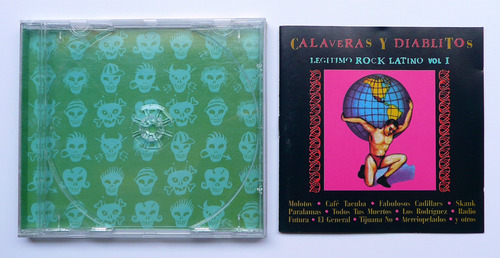 CALAVERAS Y DIABLITOS
LEGITIMO ROCK LATINO VOL I
Molotov • Café Tacuba • Fabulosos Cadillacs • Skank
Paralamas • Todos Tus Muertos • Los Rodríguez • Radio
Futura • El General • Tijuana No • Aterciopelados • y otros